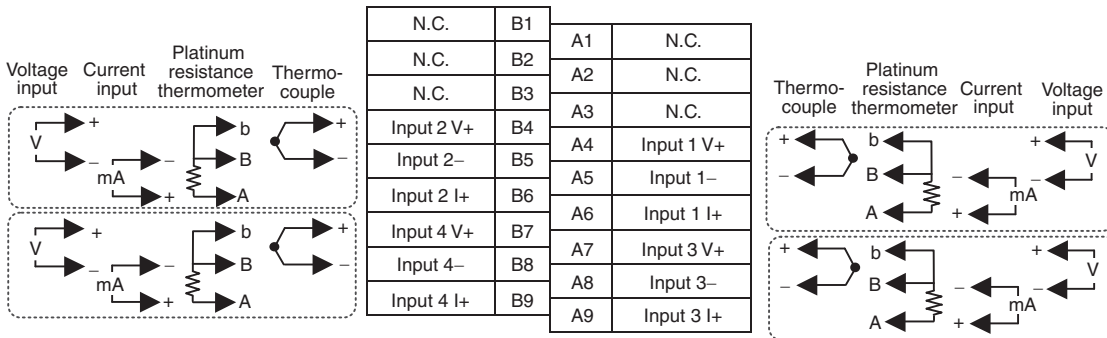 Voltage input
Current input
Platinum resistance thermometer
Thermo-couple
V + −
mA − +
b
B
A
+
−
V + −
mA − +
b
B
A
+
−
N.C. B1
N.C. B2
N.C. B3
Input 2 V+ B4
Input 2− B5
Input 2 I+ B6
Input 4 V+ B7
Input 4− B8
Input 4 I+ B9
A1 N.C.
A2 N.C.
A3 N.C.
A4 Input 1 V+
A5 Input 1−
A6 Input 1 I+
A7 Input 3 V+
A8 Input 3−
A9 Input 3 I+
Thermo-couple
Platinum resistance thermometer
Current input
Voltage input
+
−
b
B
A
− + mA
+ − V
+
−
b
B
A
− + mA
+ − V